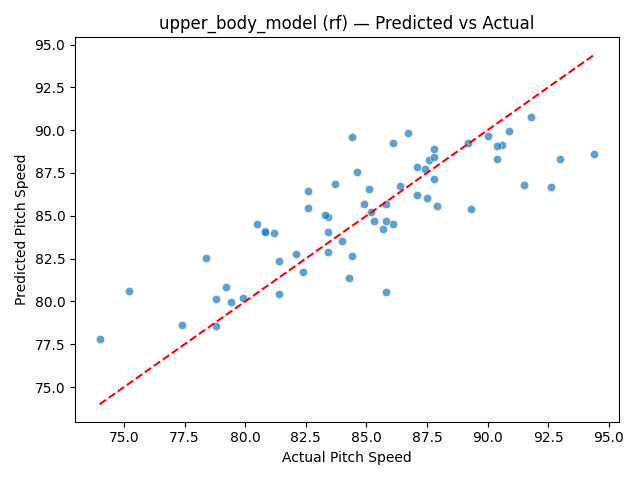 upper_body_model (rf) — Predicted vs Actual
95.0
92.5
90.0
87.5
85.0
82.5
80.0
77.5
75.0
Predicted Pitch Speed
75.0 77.5 80.0 82.5 85.0 87.5 90.0 92.5 95.0
Actual Pitch Speed